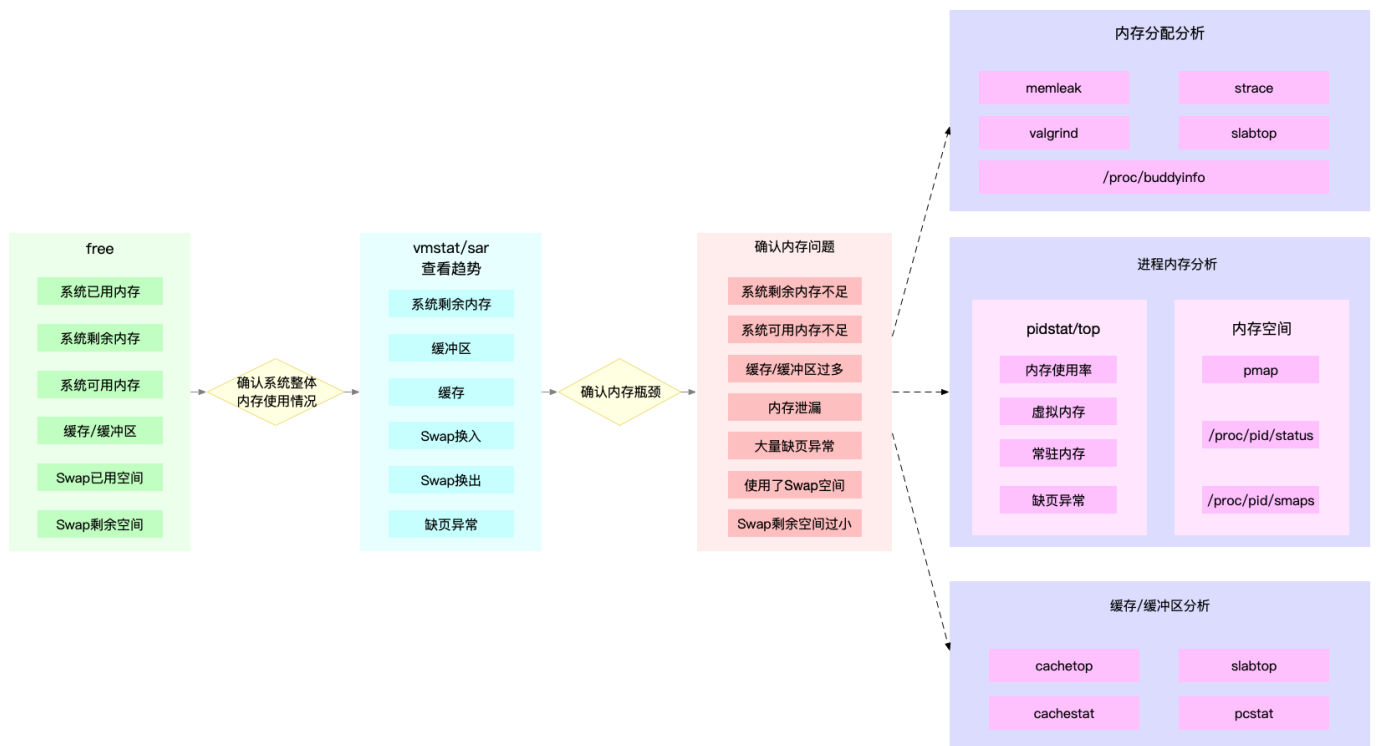 free
系统已用内存
系统剩余内存
系统可用内存
缓存/缓冲区
Swap已用空间
Swap剩余空间
确认系统整体
内存使用情况
vmstat/sar
查看趋势
系统剩余内存
缓冲区
缓存
Swap换入
Swap换出
缺页异常
确认内存瓶颈
确认内存问题
系统剩余内存不足
系统可用内存不足
缓存/缓冲区过多
内存泄漏
大量缺页异常
使用了Swap空间
Swap剩余空间过小
内存分配分析
memleak
strace
valgrind
slabtop
/proc/buddyinfo
进程内存分析
pidstat/top
内存使用率
虚拟内存
常驻内存
缺页异常
内存空间
pmap
/proc/pid/status
/proc/pid/smaps
缓存/缓冲区分析
cachetop
slabtop
cachestat
pcstat